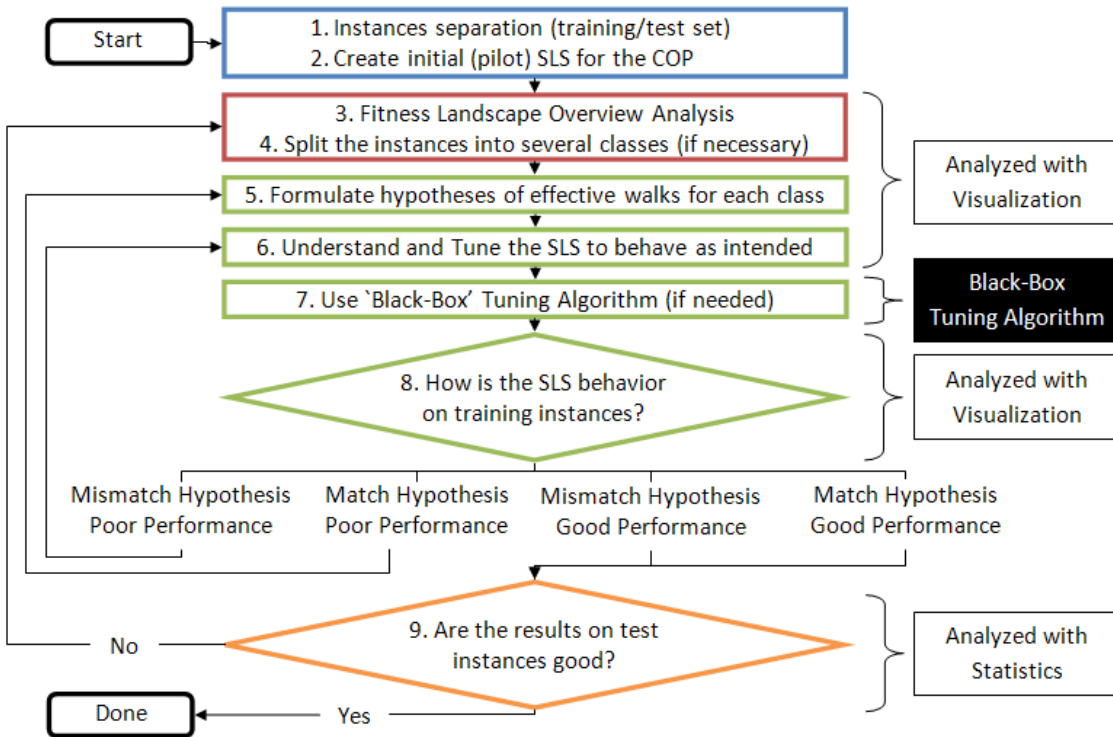 Start
1. Instances separation (training/test set)
2. Create initial (pilot) SLS for the COP
3. Fitness Landscape Overview Analysis
4. Split the instances into several classes (if necessary)
5. Formulate hypotheses of effective walks for each class
6. Understand and Tune the SLS to behave as intended
Analyzed with
Visualization
7. Use `Black-Box’ Tuning Algorithm (if needed)
Black-Box
Tuning Algorithm
8. How is the SLS behavior
on training instances?
Analyzed with
Visualization
Mismatch Hypothesis
Poor Performance
Match Hypothesis
Poor Performance
Mismatch Hypothesis
Good Performance
Match Hypothesis
Good Performance
9. Are the results on test
instances good?
Analyzed with
Statistics
No
Yes
Done